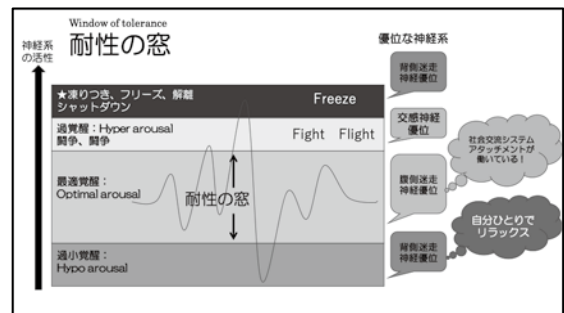 Window of tolerance
耐性の窓
神経系
の活性
優位な神経系
★凍りつき、フリーズ、解離
シャットダウン
Freeze
背側迷走
神経優位
過覚醒：Hyper arousal
闘争、闘争
Fight Flight
交感神経
優位
社会交流システム
アタッチメントが
働いている！
最適覚醒：
Optimal arousal
耐性の窓
腹側迷走
神経優位
自分ひとりで
リラックス
過小覚醒：
Hypo arousal
背側迷走
神経優位